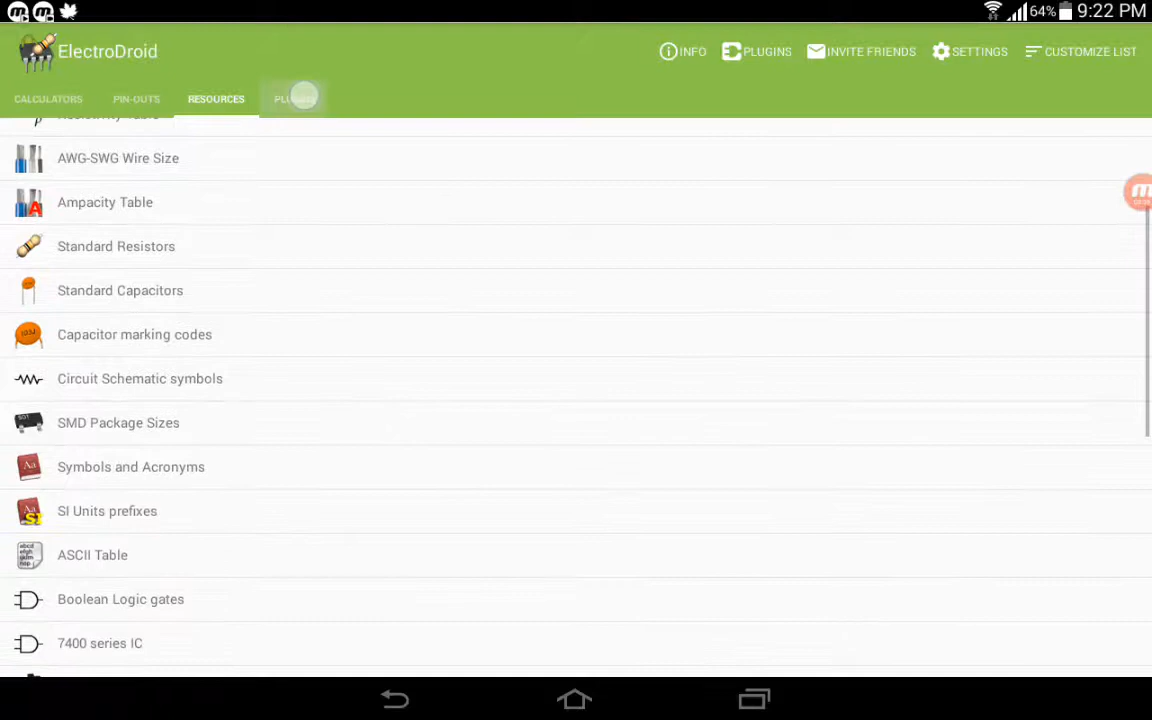 64% 9:22 PM
ElectroDroid
INFO PLUGINS INVITE FRIENDS SETTINGS CUSTOMIZE LIST
CALCULATORS PIN-OUTS RESOURCES
Resistivity Table
AWG-SWG Wire Size
Ampacity Table
Standard Resistors
Standard Capacitors
Capacitor marking codes
Circuit Schematic symbols
SMD Package Sizes
Symbols and Acronyms
SI Units prefixes
ASCII Table
Boolean Logic gates
7400 series IC